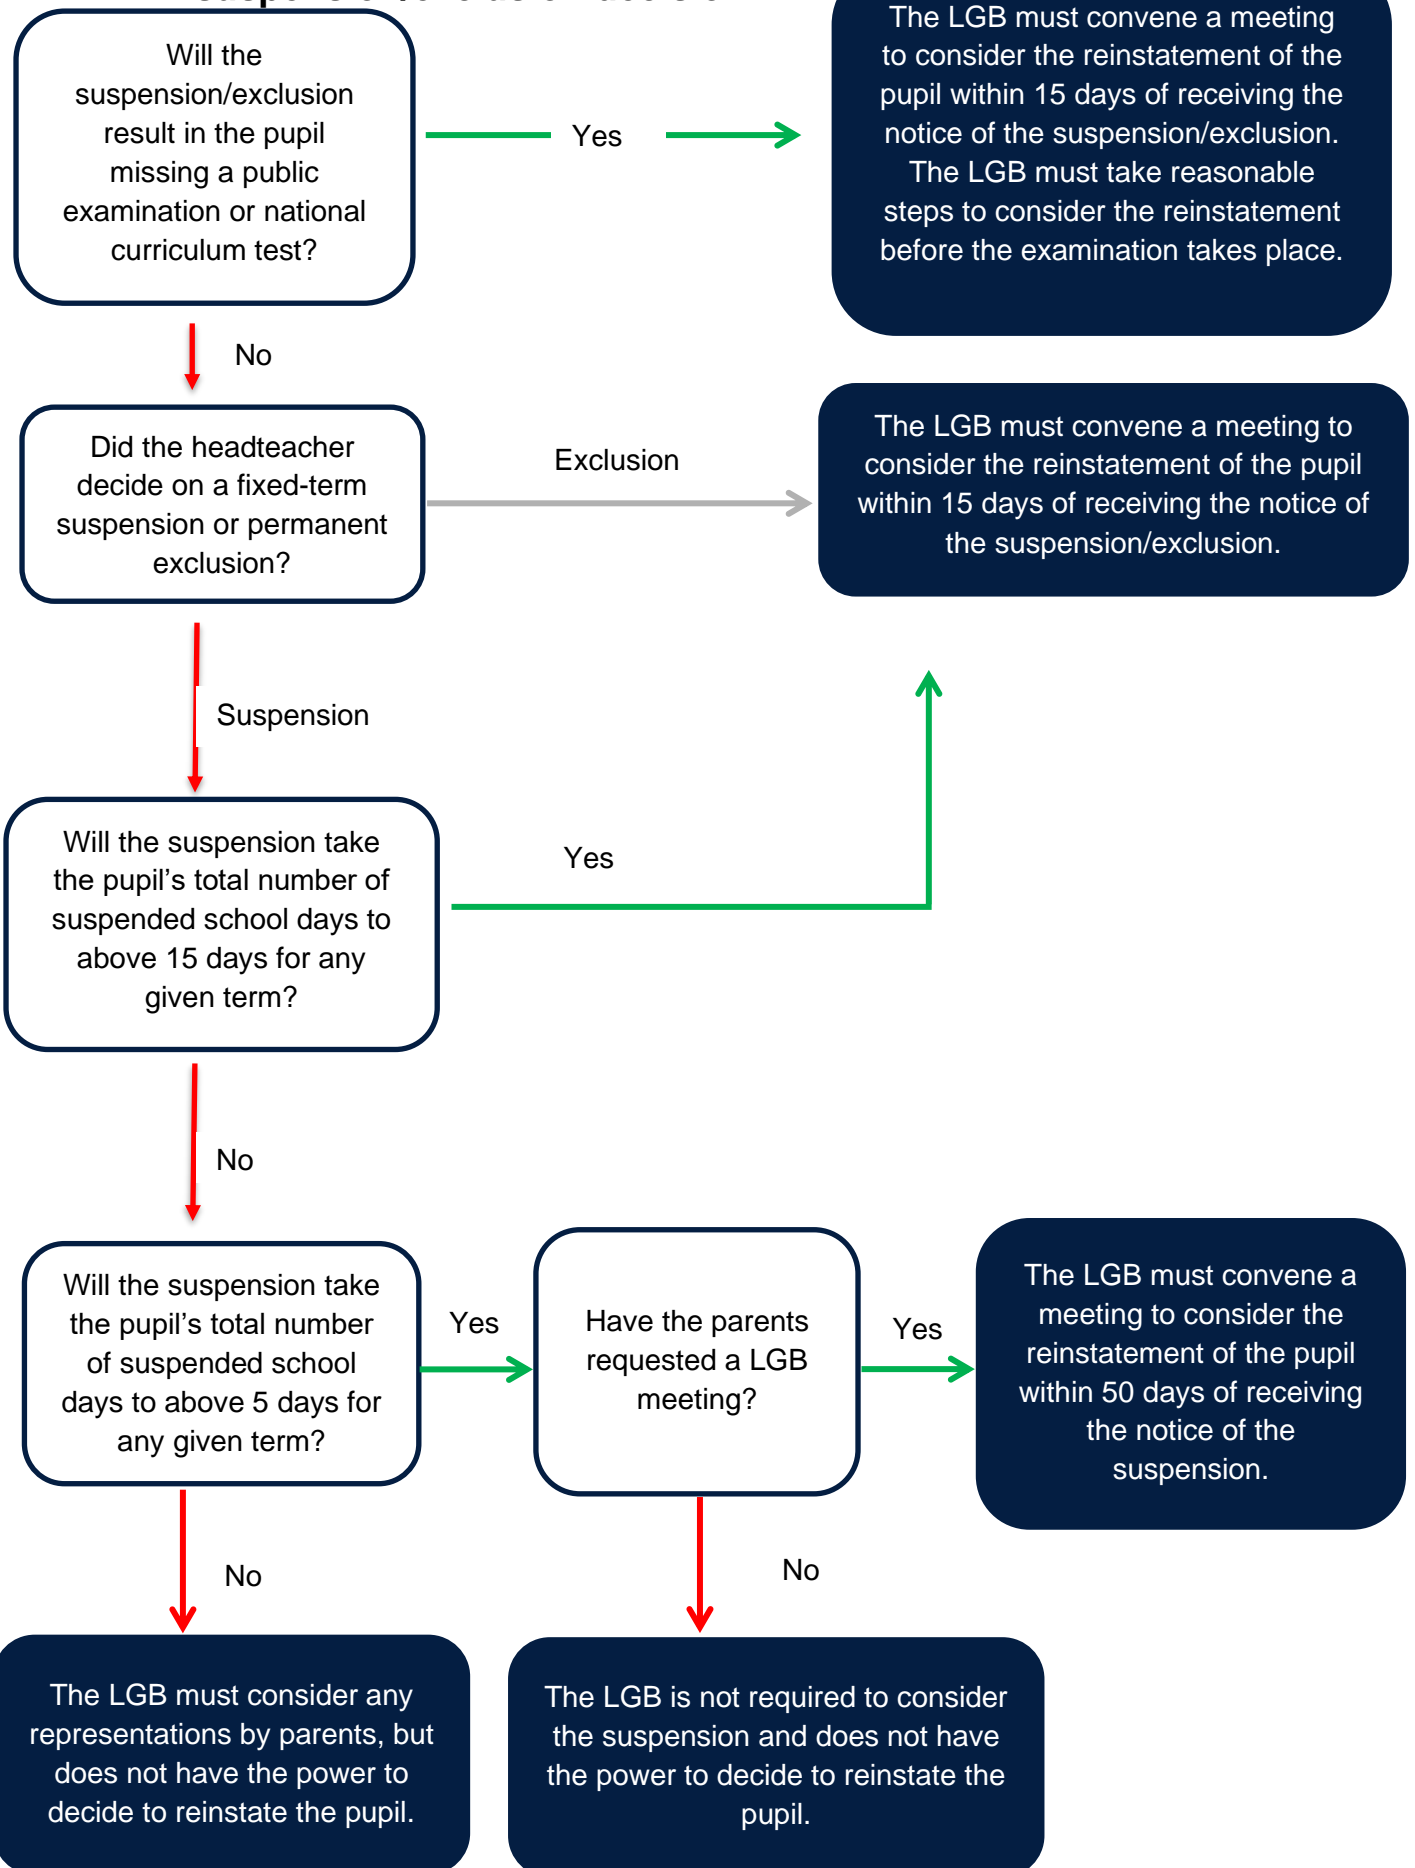 Will the
suspension/exclusion
result in the pupil
missing a public
examination or national
curriculum test?
Yes
The LGB must convene a meeting
to consider the reinstatement of the
pupil within 15 days of receiving the
notice of the suspension/exclusion.
The LGB must take reasonable
steps to consider the reinstatement
before the examination takes place.
No
Did the headteacher
decide on a fixed-term
suspension or permanent
exclusion?
Exclusion
The LGB must convene a meeting to
consider the reinstatement of the pupil
within 15 days of receiving the notice of
the suspension/exclusion.
Suspension
Will the suspension take
the pupil’s total number of
suspended school days to
above 15 days for any
given term?
Yes
No
Will the suspension take
the pupil’s total number
of suspended school
days to above 5 days for
any given term?
Yes
Have the parents
requested a LGB
meeting?
Yes
The LGB must convene a
meeting to consider the
reinstatement of the pupil
within 50 days of receiving
the notice of the
suspension.
No
No
The LGB must consider any
representations by parents, but
does not have the power to
decide to reinstate the pupil.
The LGB is not required to consider
the suspension and does not have
the power to decide to reinstate the
pupil.